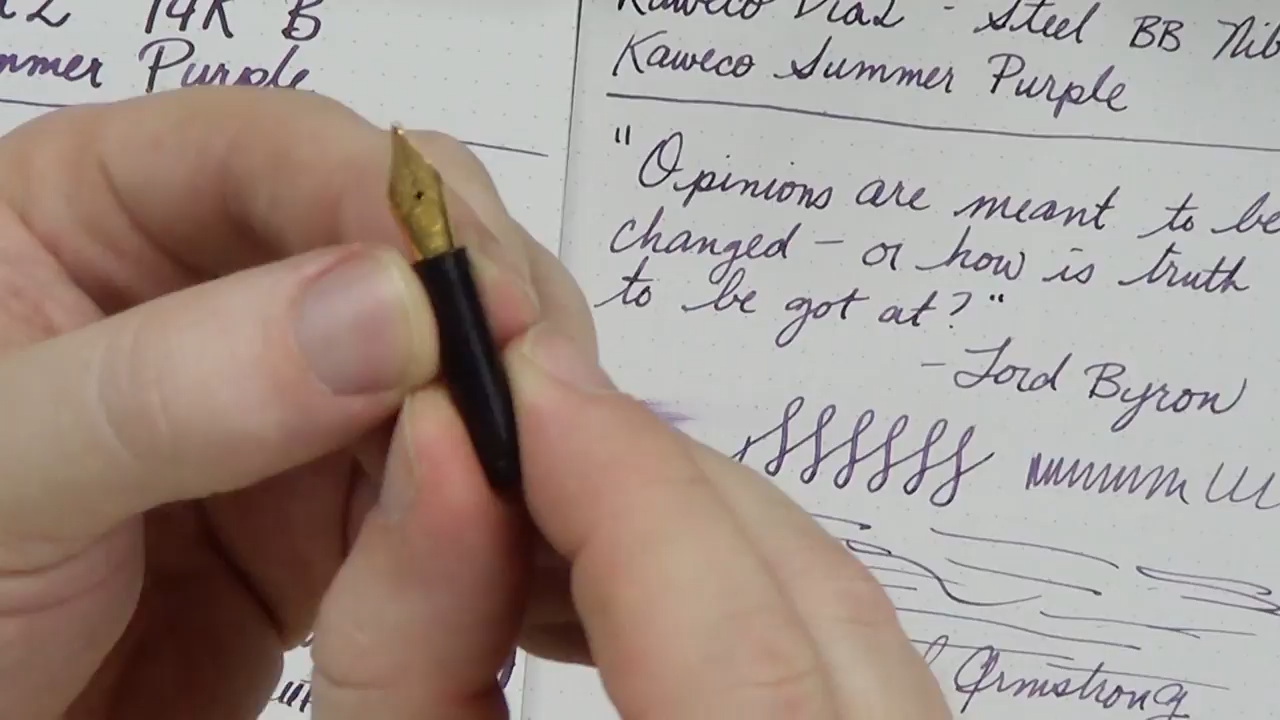 14K B
Purple
Kaweco Dia2 - Steel BB Nib
Kaweco Summer Purple
"Opinions are meant to be
changed - or how is truth
to be got at?"
- Lord Byron
Armstrong